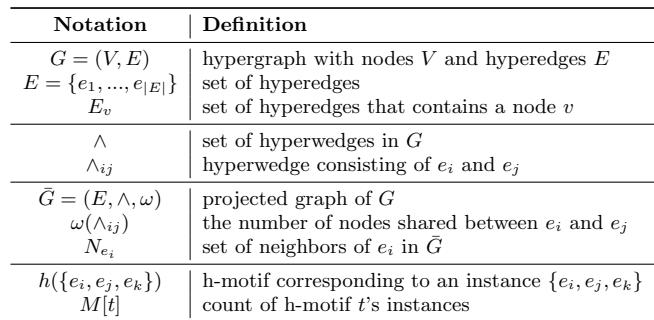 Notation Definition
G = (V, E) hypergraph with nodes V and hyperedges E
E = {e₁, ..., e_{|E|}} set of hyperedges
E_v set of hyperedges that contains a node v
∧ set of hyperwedges in G
∧_{ij} hyperwedge consisting of e_i and e_j
Ḡ = (E, ∧, ω) projected graph of G
ω(∧_{ij}) the number of nodes shared between e_i and e_j
N_{e_i} set of neighbors of e_i in Ḡ
h({e_i, e_j, e_k}) h-motif corresponding to an instance {e_i, e_j, e_k}
M[t] count of h-motif t's instances